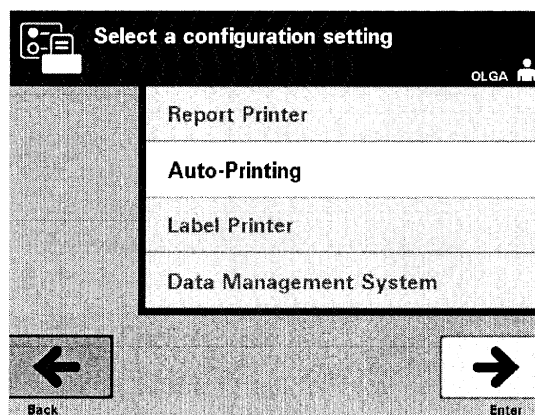 Select a configuration setting
OLGA
Report Printer
Auto-Printing
Label Printer
Data Management System
Back
Enter